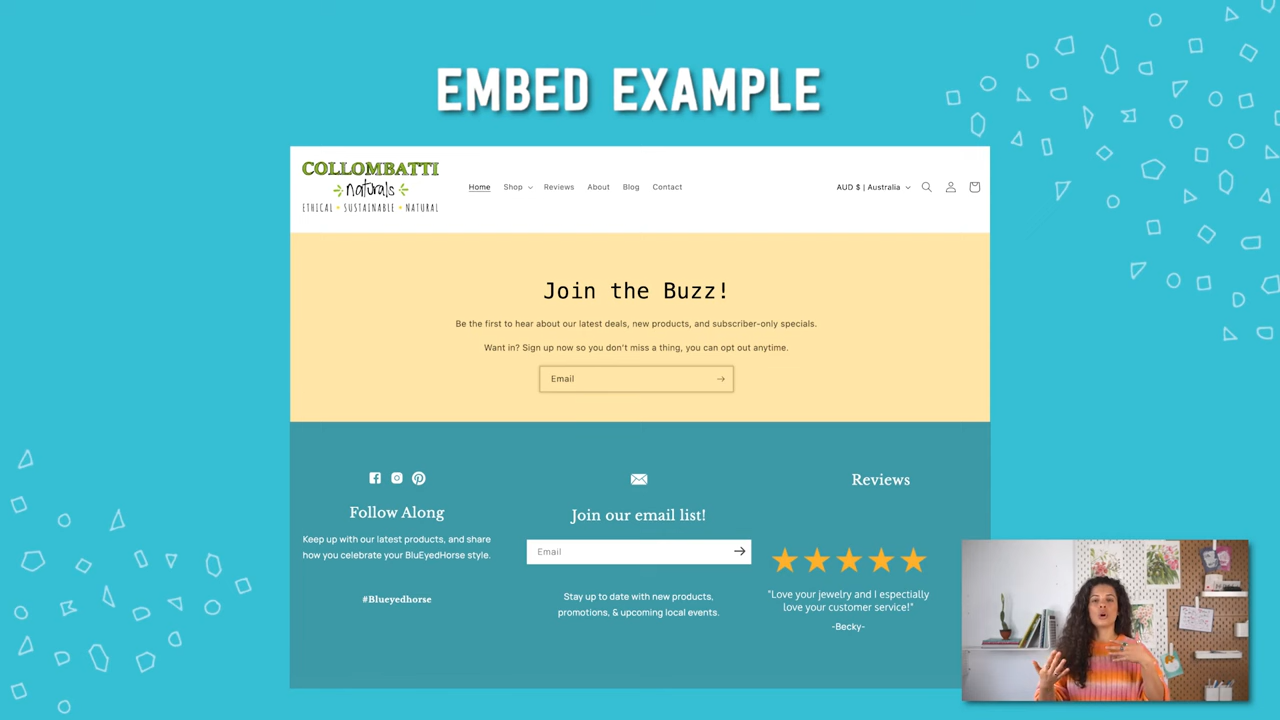 EMBED EXAMPLE
COLLOMBATTI
naturals
ETHICAL • SUSTAINABLE • NATURAL
Home Shop Reviews About Blog Contact
AUD $ | Australia
Join the Buzz!
Be the first to hear about our latest deals, new products, and subscriber-only specials.
Want in? Sign up now so you don't miss a thing, you can opt out anytime.
Email
Follow Along
Keep up with our latest products, and share
how you celebrate your BluEyedHorse style.
#Blueyedhorse
Join our email list!
Email
Stay up to date with new products,
promotions, & upcoming local events.
Reviews
"Love your jewelry and I especially
love your customer service!"
-Becky-